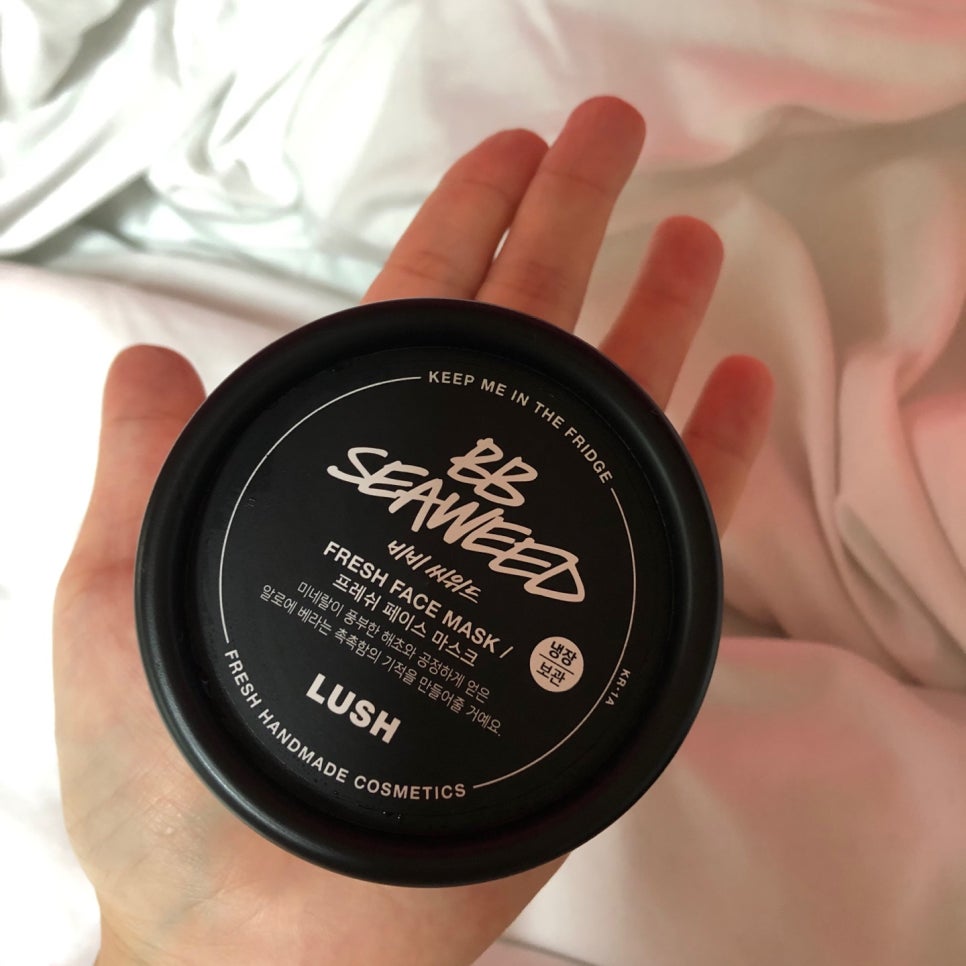 KEEP ME IN THE FRIDGE
BB
SEAWEED
비비 씨위드
FRESH FACE MASK /
프레쉬 페이스 마스크
미네랄이 풍부한 해초와 공정하게 얻은
알로에 베라는 촉촉함의 기적을 만들어줄 거예요.
냉장
보관
KR·1A
LUSH
FRESH HANDMADE COSMETICS